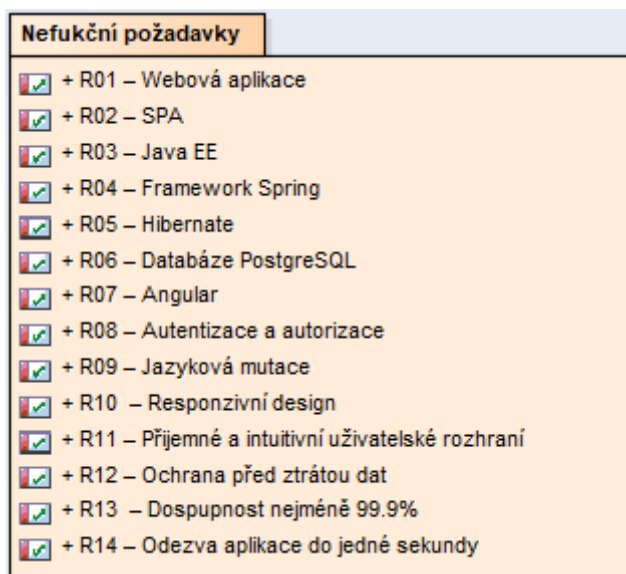 Nefukční požadavky
+ R01 – Webová aplikace
+ R02 – SPA
+ R03 – Java EE
+ R04 – Framework Spring
+ R05 – Hibernate
+ R06 – Databáze PostgreSQL
+ R07 – Angular
+ R08 – Autentizace a autorizace
+ R09 – Jazyková mutace
+ R10 – Responzivní design
+ R11 – Přijemné a intuitivní uživatelské rozhraní
+ R12 – Ochrana před ztrátou dat
+ R13 – Dospupnost nejméně 99.9%
+ R14 – Odezva aplikace do jedné sekundy